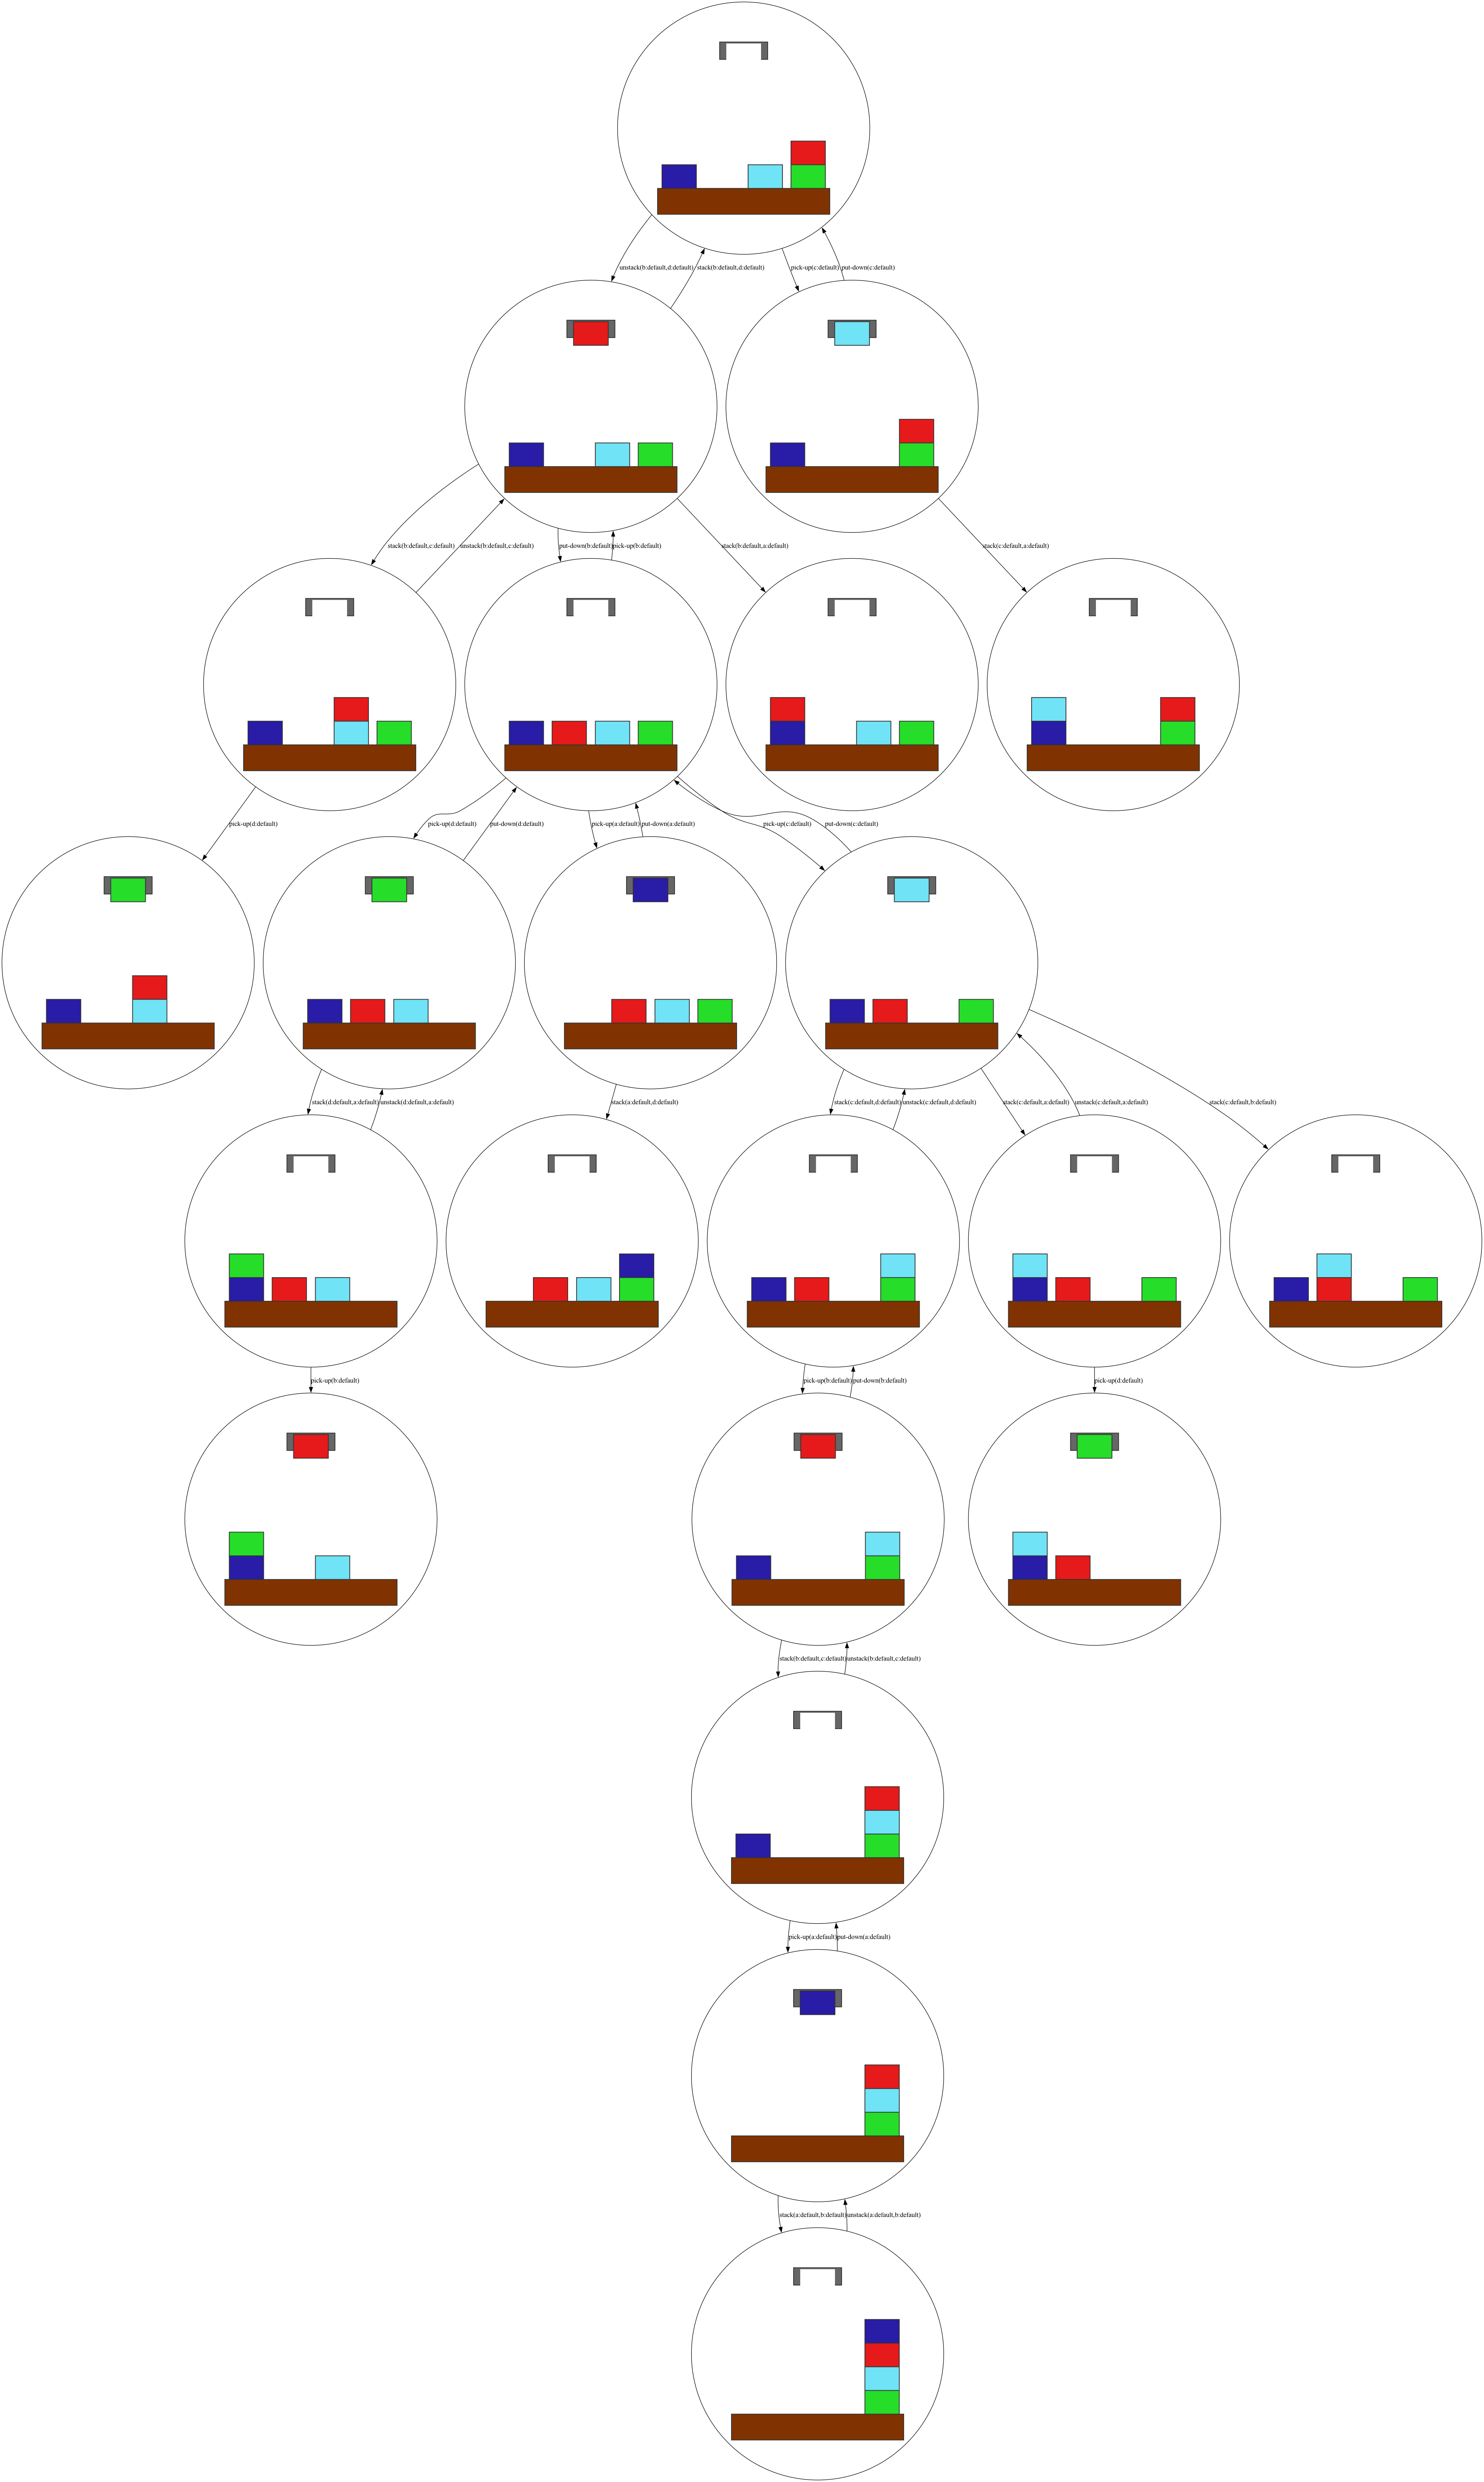 unstack(b:default,d:default)
stack(b:default,d:default)
pick-up(c:default)
put-down(c:default)
stack(b:default,c:default)
unstack(b:default,c:default)
put-down(b:default)
pick-up(b:default)
stack(b:default,a:default)
stack(c:default,a:default)
pick-up(d:default)
pick-up(d:default)
put-down(d:default)
pick-up(a:default)
put-down(a:default)
pick-up(c:default)
put-down(c:default)
stack(d:default,a:default)
unstack(d:default,a:default)
stack(a:default,d:default)
stack(c:default,d:default)
unstack(c:default,d:default)
stack(c:default,a:default)
unstack(c:default,a:default)
stack(c:default,b:default)
pick-up(b:default)
pick-up(b:default)
put-down(b:default)
pick-up(d:default)
stack(b:default,c:default)
unstack(b:default,c:default)
pick-up(a:default)
put-down(a:default)
stack(a:default,b:default)
unstack(a:default,b:default)